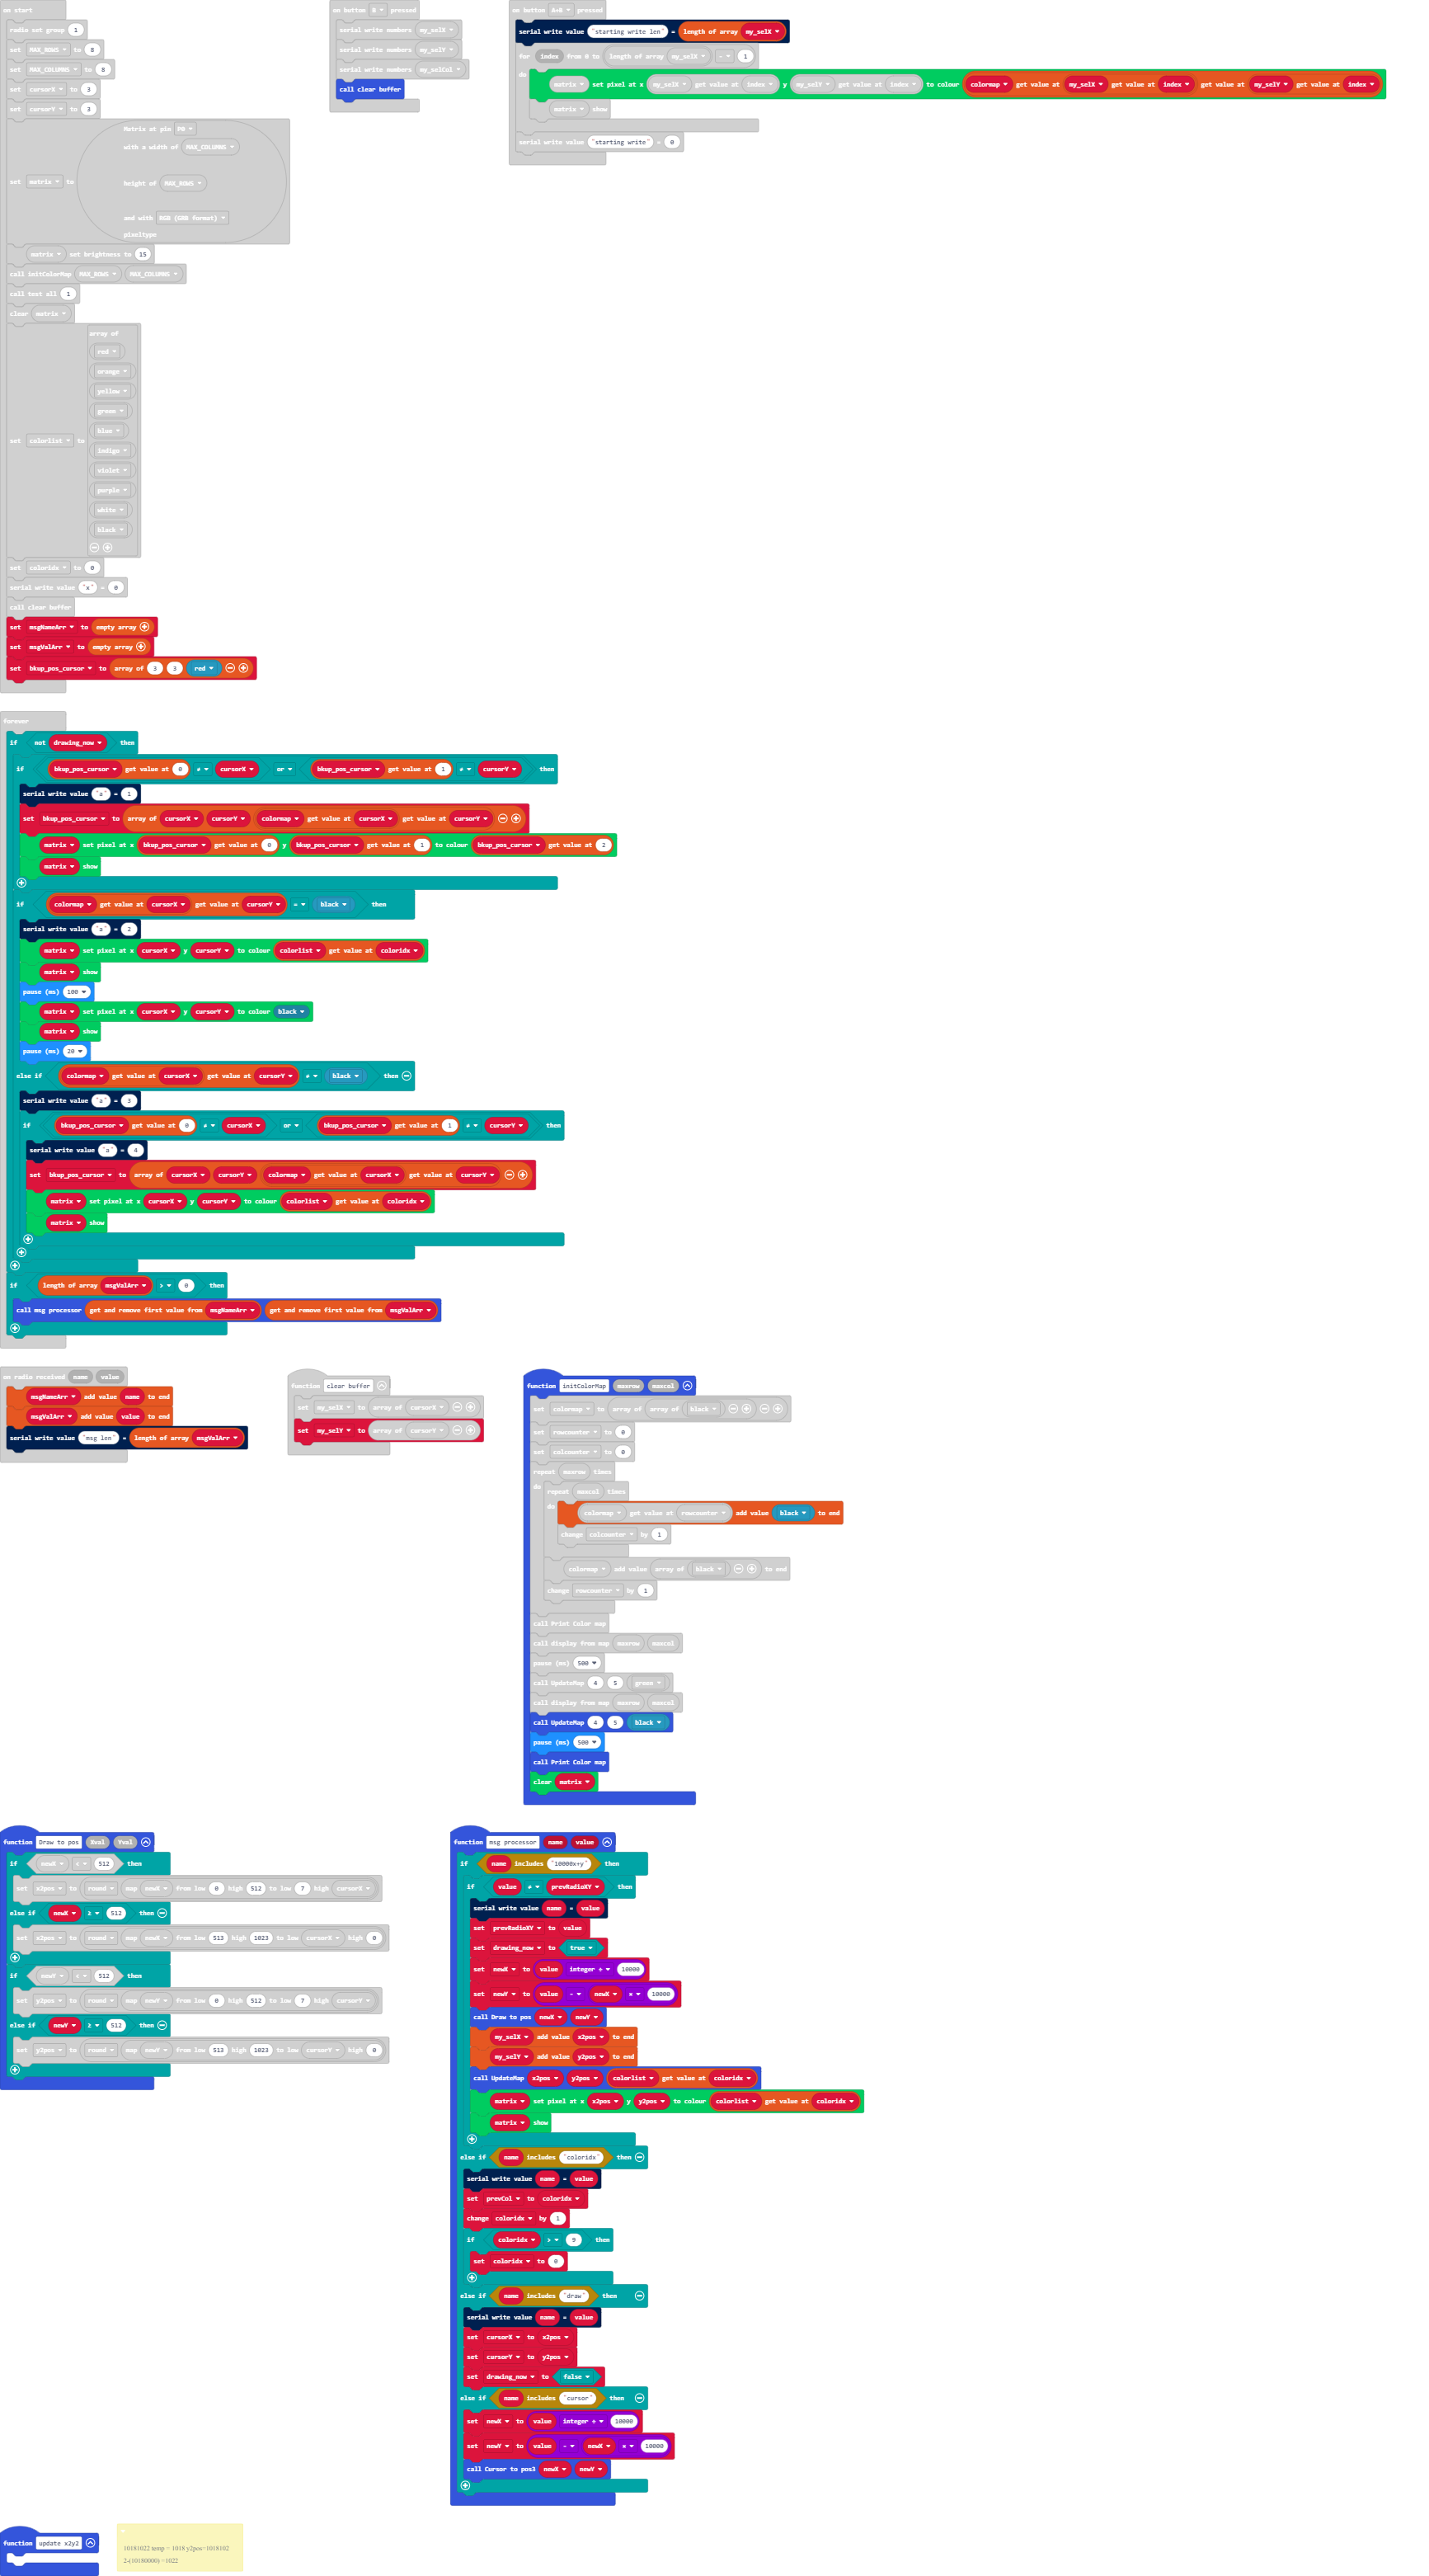 on start
radio set group 1
set MAX_ROWS to 8
set MAX_COLUMNS to 8
set cursorX to 3
set cursorY to 3
set matrix to
Matrix at pin P0
with a width of MAX_COLUMNS
height of MAX_ROWS
and with RGB (GRB format)
pixeltype
matrix set brightness to 15
call initColorMap MAX_ROWS MAX_COLUMNS
call test all 1
clear matrix
set colorlist to
array of
red
orange
yellow
green
blue
indigo
violet
purple
white
black
set coloridx to 0
serial write value "x" = 0
call clear buffer
set msgNameArr to empty array
set msgValArr to empty array
set bkup_pos_cursor to array of 3 3 red
on button B pressed
serial write numbers my_selX
serial write numbers my_selY
serial write numbers my_selCol
call clear buffer
on button A+B pressed
serial write value "starting write len" = length of array my_selX
for index from 0 to length of array my_selX - 1
do
matrix set pixel at x my_selX get value at index y my_selY get value at index to colour colormap get value at my_selX get value at index get value at my_selY get value at index
matrix show
serial write value "starting write" = 0
forever
if not drawing_now then
if bkup_pos_cursor get value at 0 ≠ cursorX or bkup_pos_cursor get value at 1 ≠ cursorY then
serial write value "a" = 1
set bkup_pos_cursor to array of cursorX cursorY colormap get value at cursorX get value at cursorY
matrix set pixel at x bkup_pos_cursor get value at 0 y bkup_pos_cursor get value at 1 to colour bkup_pos_cursor get value at 2
matrix show
if colormap get value at cursorX get value at cursorY = black then
serial write value "a" = 2
matrix set pixel at x cursorX y cursorY to colour colorlist get value at coloridx
matrix show
pause (ms) 100
matrix set pixel at x cursorX y cursorY to colour black
matrix show
pause (ms) 20
else if colormap get value at cursorX get value at cursorY ≠ black then
serial write value "a" = 3
if bkup_pos_cursor get value at 0 ≠ cursorX or bkup_pos_cursor get value at 1 ≠ cursorY then
serial write value "a" = 4
set bkup_pos_cursor to array of cursorX cursorY colormap get value at cursorX get value at cursorY
matrix set pixel at x cursorX y cursorY to colour colorlist get value at coloridx
matrix show
if length of array msgValArr > 0 then
call msg processor get and remove first value from msgNameArr get and remove first value from msgValArr
on radio received name value
msgNameArr add value name to end
msgValArr add value value to end
serial write value "msg len" = length of array msgValArr
function clear buffer
set my_selX to array of cursorX
set my_selY to array of cursorY
function initColorMap maxrow maxcol
set colormap to array of array of black
set rowcounter to 0
set colcounter to 0
repeat maxrow times
do repeat maxcol times
do colormap get value at rowcounter add value black to end
change colcounter by 1
colormap add value array of black to end
change rowcounter by 1
call Print Color map
call display from map maxrow maxcol
pause (ms) 500
call UpdateMap 4 5 green
call display from map maxrow maxcol
call UpdateMap 4 5 black
pause (ms) 500
call Print Color map
clear matrix
function Draw to pos Xval Yval
if newX < 512 then
set x2pos to round map newX from low 0 high 512 to low 7 high cursorX
else if newX ≥ 512 then
set x2pos to round map newX from low 513 high 1023 to low cursorX high 0
if newY < 512 then
set y2pos to round map newY from low 0 high 512 to low 7 high cursorY
else if newY ≥ 512 then
set y2pos to round map newY from low 513 high 1023 to low cursorY high 0
function msg processor name value
if name includes "10000x+y" then
if value ≠ prevRadioXY then
serial write value name = value
set prevRadioXY to value
set drawing_now to true
set newX to value integer ÷ 10000
set newY to value - newX × 10000
call Draw to pos newX newY
my_selX add value x2pos to end
my_selY add value y2pos to end
call UpdateMap x2pos y2pos colorlist get value at coloridx
matrix set pixel at x x2pos y y2pos to colour colorlist get value at coloridx
matrix show
else if name includes "coloridx" then
serial write value name = value
set prevCol to coloridx
change coloridx by 1
if coloridx > 9 then
set coloridx to 0
else if name includes "draw" then
serial write value name = value
set cursorX to x2pos
set cursorY to y2pos
set drawing_now to false
else if name includes "cursor" then
set newX to value integer ÷ 10000
set newY to value - newX × 10000
call Cursor to pos3 newX newY
function update x2y2
10181022 temp = 1018 y2pos=1018102
2-(10180000) =1022